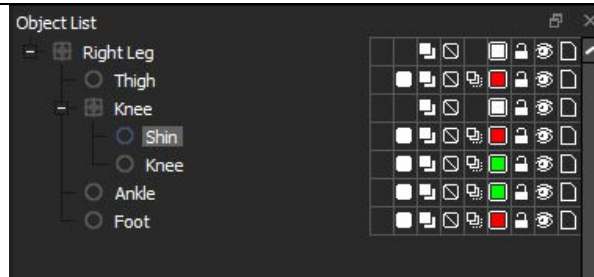 Object List
Right Leg
Thigh
Knee
Shin
Knee
Ankle
Foot